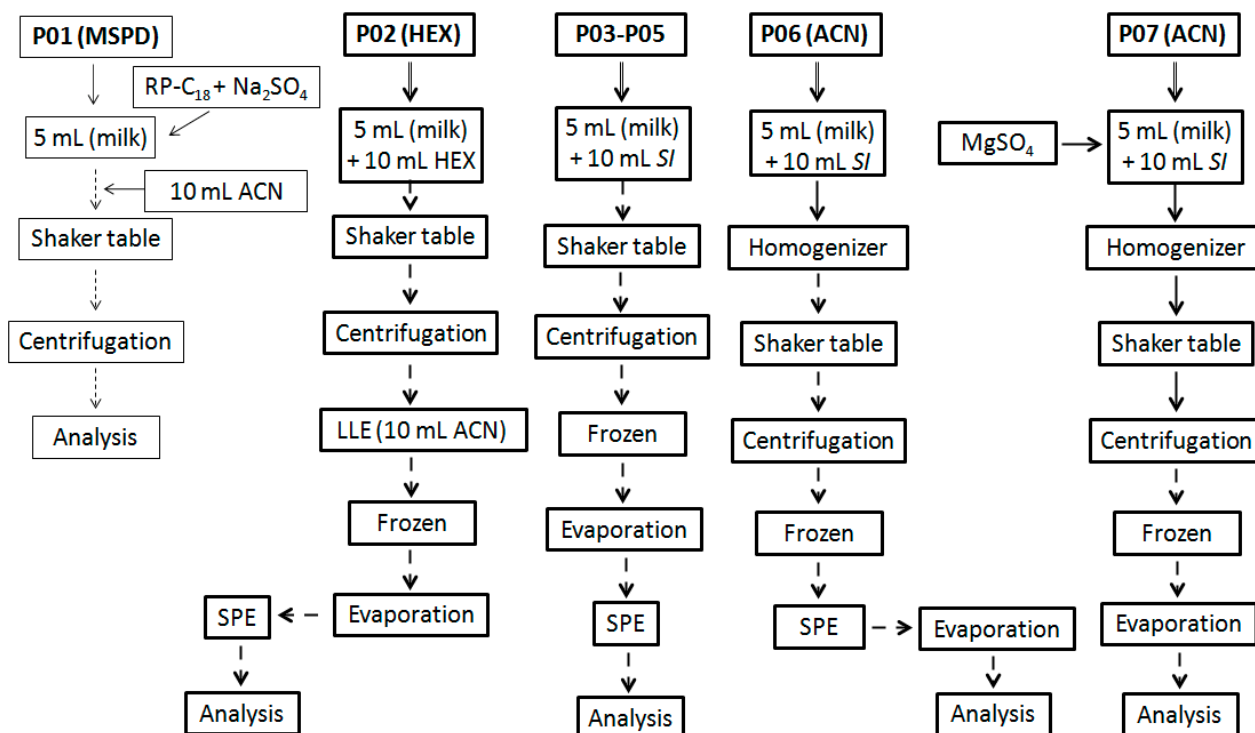 P01 (MSPD)
RP-C₁₈ + Na₂SO₄
5 mL (milk)
10 mL ACN
Shaker table
Centrifugation
Analysis
P02 (HEX)
5 mL (milk)
+ 10 mL HEX
Shaker table
Centrifugation
LLE (10 mL ACN)
Frozen
Evaporation
SPE
Analysis
P03-P05
5 mL (milk)
+ 10 mL SI
Shaker table
Centrifugation
Frozen
Evaporation
SPE
Analysis
P06 (ACN)
5 mL (milk)
+ 10 mL SI
Homogenizer
Shaker table
Centrifugation
Frozen
SPE
Evaporation
Analysis
P07 (ACN)
MgSO₄
5 mL (milk)
+ 10 mL SI
Homogenizer
Shaker table
Centrifugation
Frozen
Evaporation
Analysis